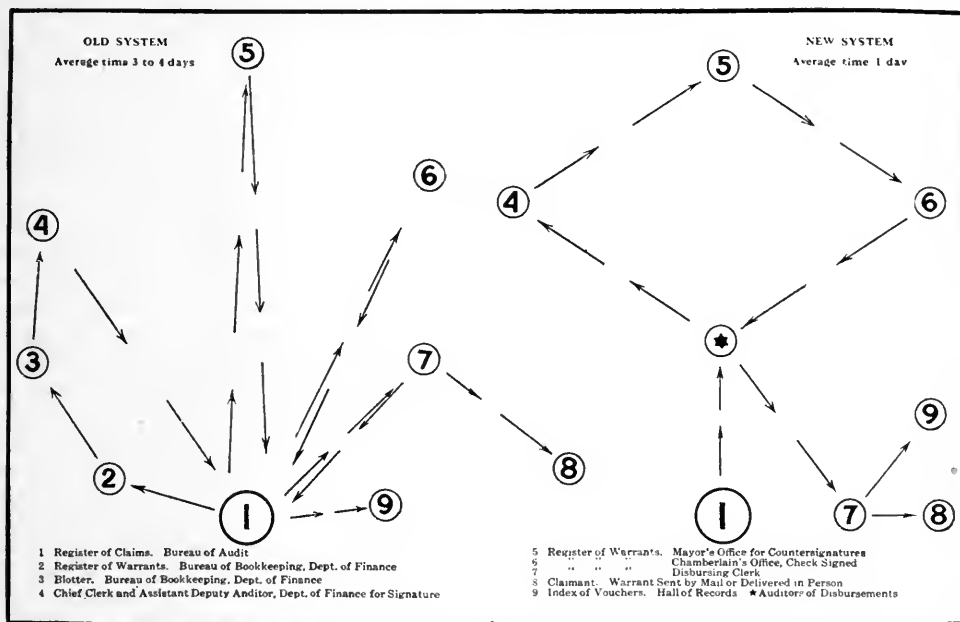 OLD SYSTEM
Average time 3 to 4 days
NEW SYSTEM
Average time 1 day
5
5
6
4
6
4
3
7
★
9
2
8
1
9
1
7
8
1 Register of Claims. Bureau of Audit
2 Register of Warrants. Bureau of Bookkeeping, Dept. of Finance
3 Blotter. Bureau of Bookkeeping, Dept. of Finance
4 Chief Clerk and Assistant Deputy Auditor, Dept. of Finance for Signature
5 Register of Warrants. Mayor's Office for Countersignatures
6 " " " Chamberlain's Office, Check Signed
7 " " " Disbursing Clerk
8 Claimant. Warrant Sent by Mail or Delivered in Person
9 Index of Vouchers. Hall of Records ★ Auditors of Disbursements